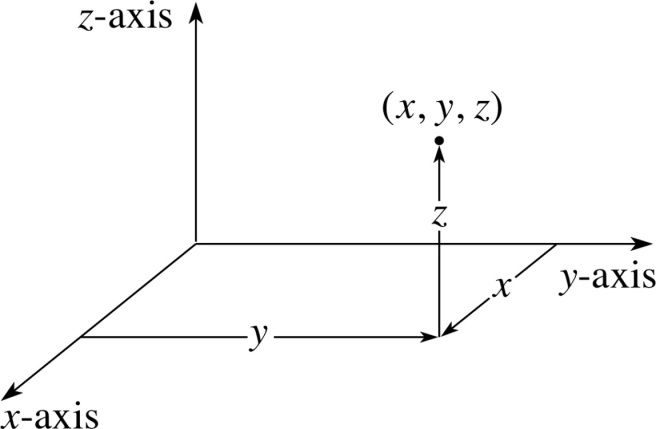 z-axis
(x, y, z)
z
x
y-axis
y
x-axis